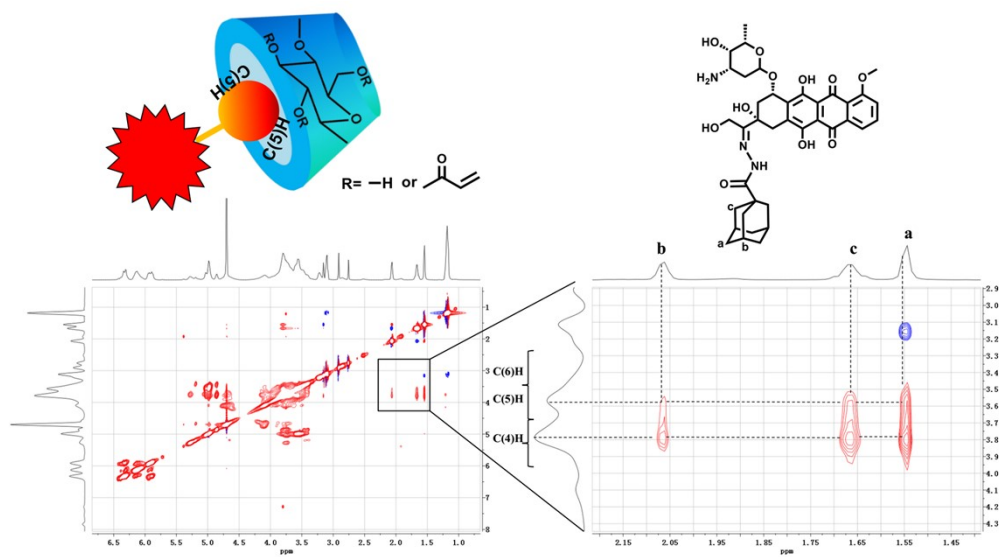 C(5)H
C(5)H
RO
O
OR
OR
O
R= —H or
O
HO
O
H₂N
O
OH
O
O
HO
HO
OH
O
N
NH
O
c
a
b
b
c
a
6.5 6.0 5.5 5.0 4.5 4.0 3.5 3.0 2.5 2.0 1.5 1.0
ppm
1
2
3
4
5
6
7
8
C(6)H
C(5)H
C(4)H
2.9
3.0
3.1
3.2
3.3
3.4
3.5
3.6
3.7
3.8
3.9
4.0
4.1
4.2
4.3
2.15 2.05 1.95 1.85 1.75 1.65 1.55 1.45
ppm